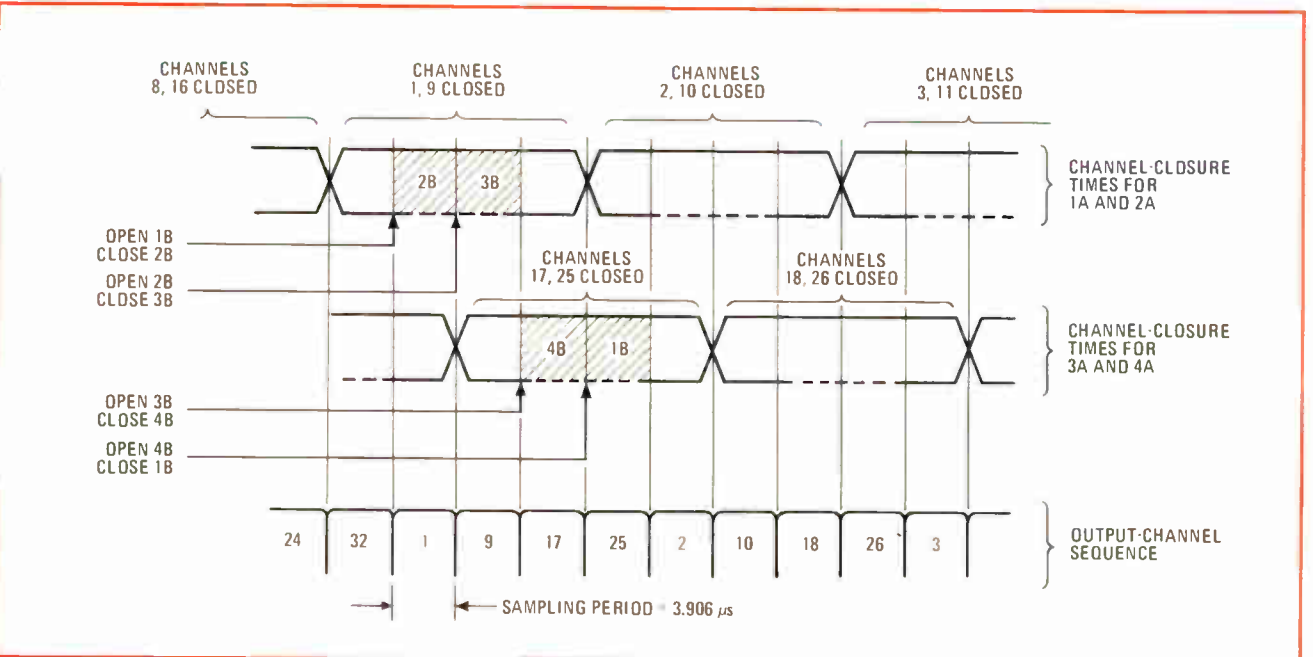 CHANNELS
8, 16 CLOSED
CHANNELS
1, 9 CLOSED
CHANNELS
2, 10 CLOSED
CHANNELS
3, 11 CLOSED
2B
3B
CHANNEL-CLOSURE
TIMES FOR
1A AND 2A
OPEN 1B
CLOSE 2B
OPEN 2B
CLOSE 3B
CHANNELS
17, 25 CLOSED
CHANNELS
18, 26 CLOSED
4B
1B
CHANNEL-CLOSURE
TIMES FOR
3A AND 4A
OPEN 3B
CLOSE 4B
OPEN 4B
CLOSE 1B
24 32 1 9 17 25 2 10 18 26 3
OUTPUT-CHANNEL
SEQUENCE
SAMPLING PERIOD = 3.906 µs